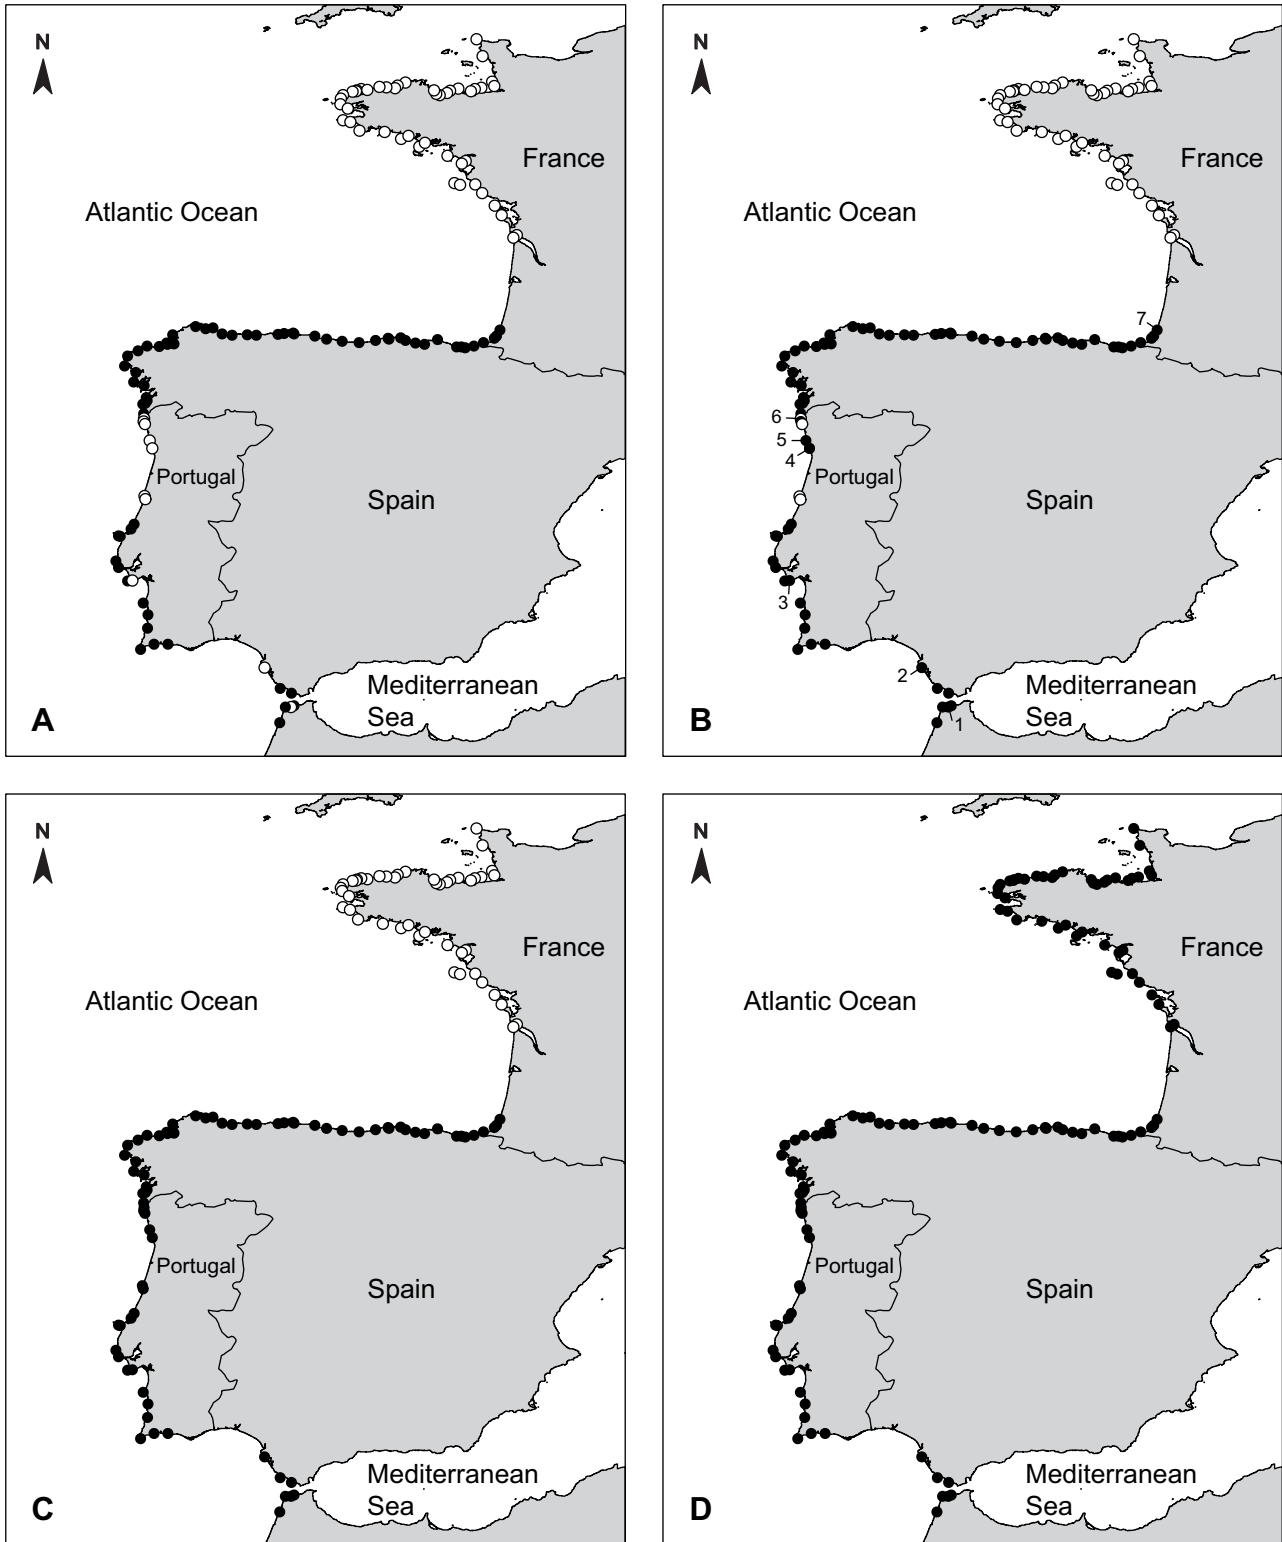 N
France
Atlantic Ocean
Portugal
Spain
Mediterranean
Sea
A
N
France
Atlantic Ocean
7
6
5
4
Portugal
Spain
3
2
Mediterranean
Sea
1
B
N
France
Atlantic Ocean
Portugal
Spain
Mediterranean
Sea
C
N
France
Atlantic Ocean
Portugal
Spain
Mediterranean
Sea
D